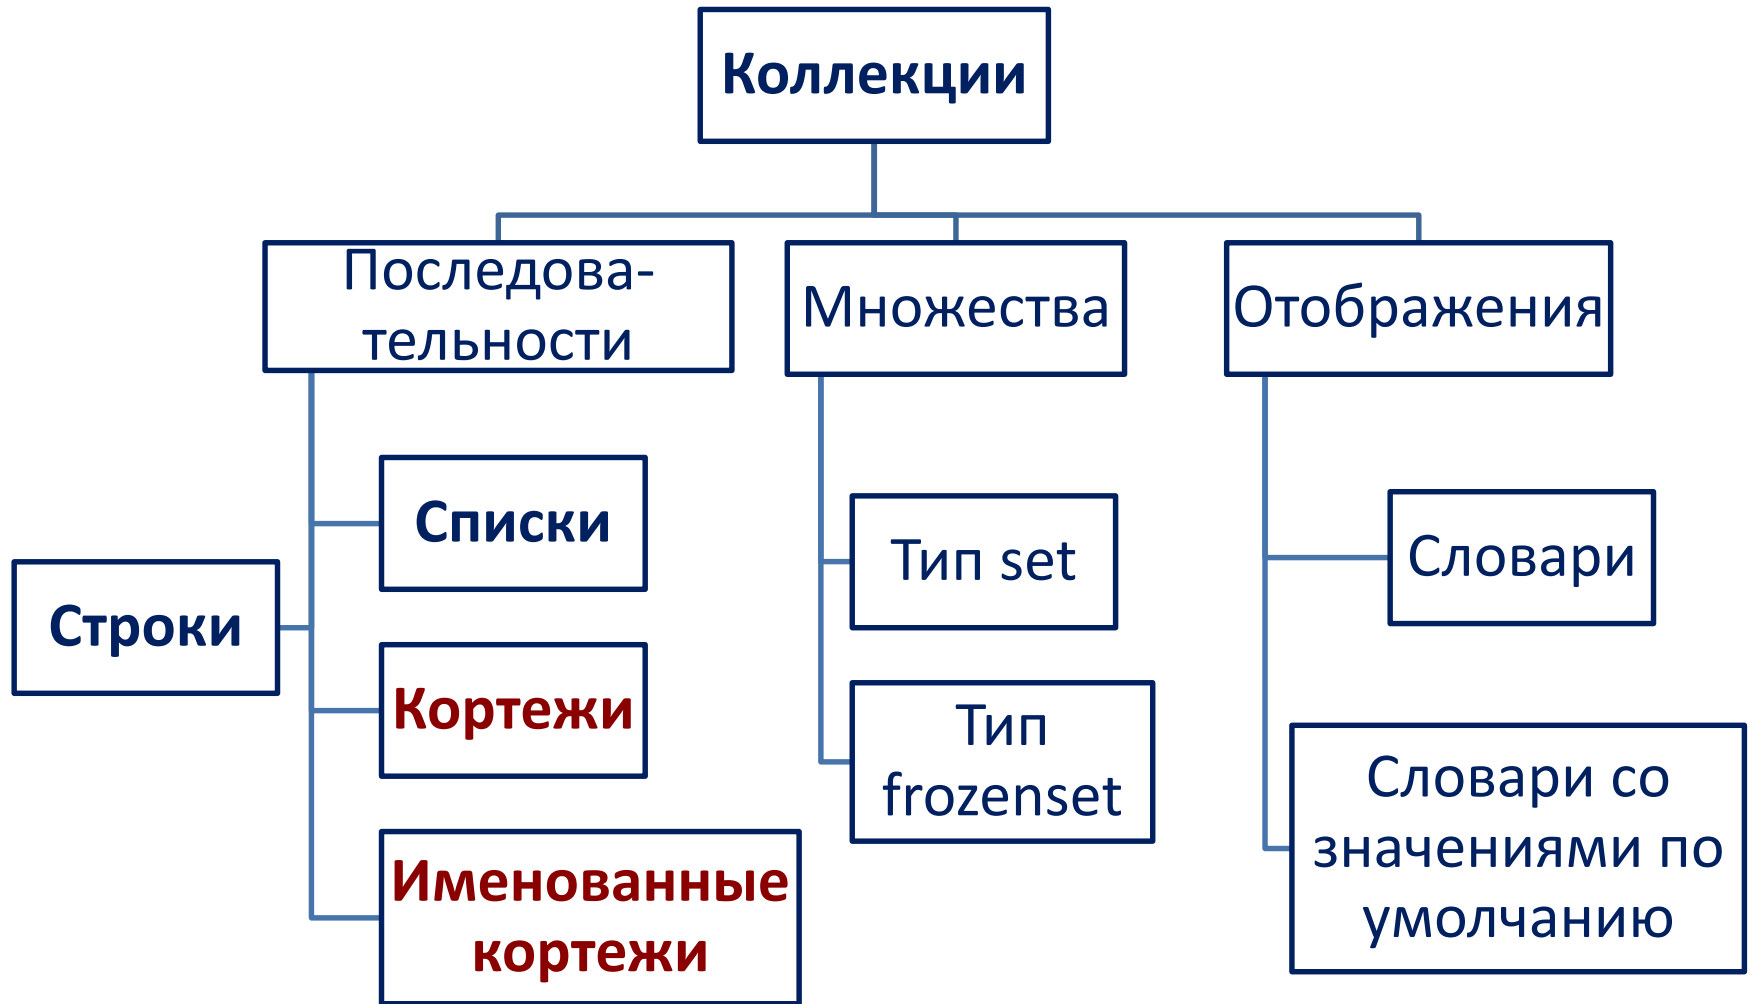 Коллекции
Последова-
тельности
Множества
Отображения
Списки
Строки
Кортежи
Именованные
кортежи
Тип set
Тип
frozenset
Словари
Словари со
значениями по
умолчанию